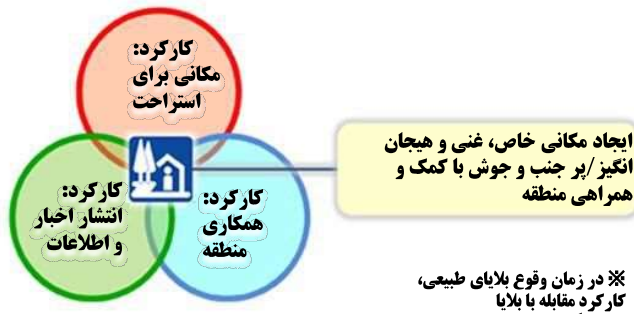 کارکرد:
مکانی برای
استراحت
ایجاد مکانی خاص، غنی و هیجان
انگیز/پر جنب و جوش با کمک و
همراهی منطقه
کارکرد:
همکاری
منطقه
کارکرد:
انتشار اخبار
و اطلاعات
※ در زمان وقوع بلایای طبیعی،
کارکرد مقابله با بلایا